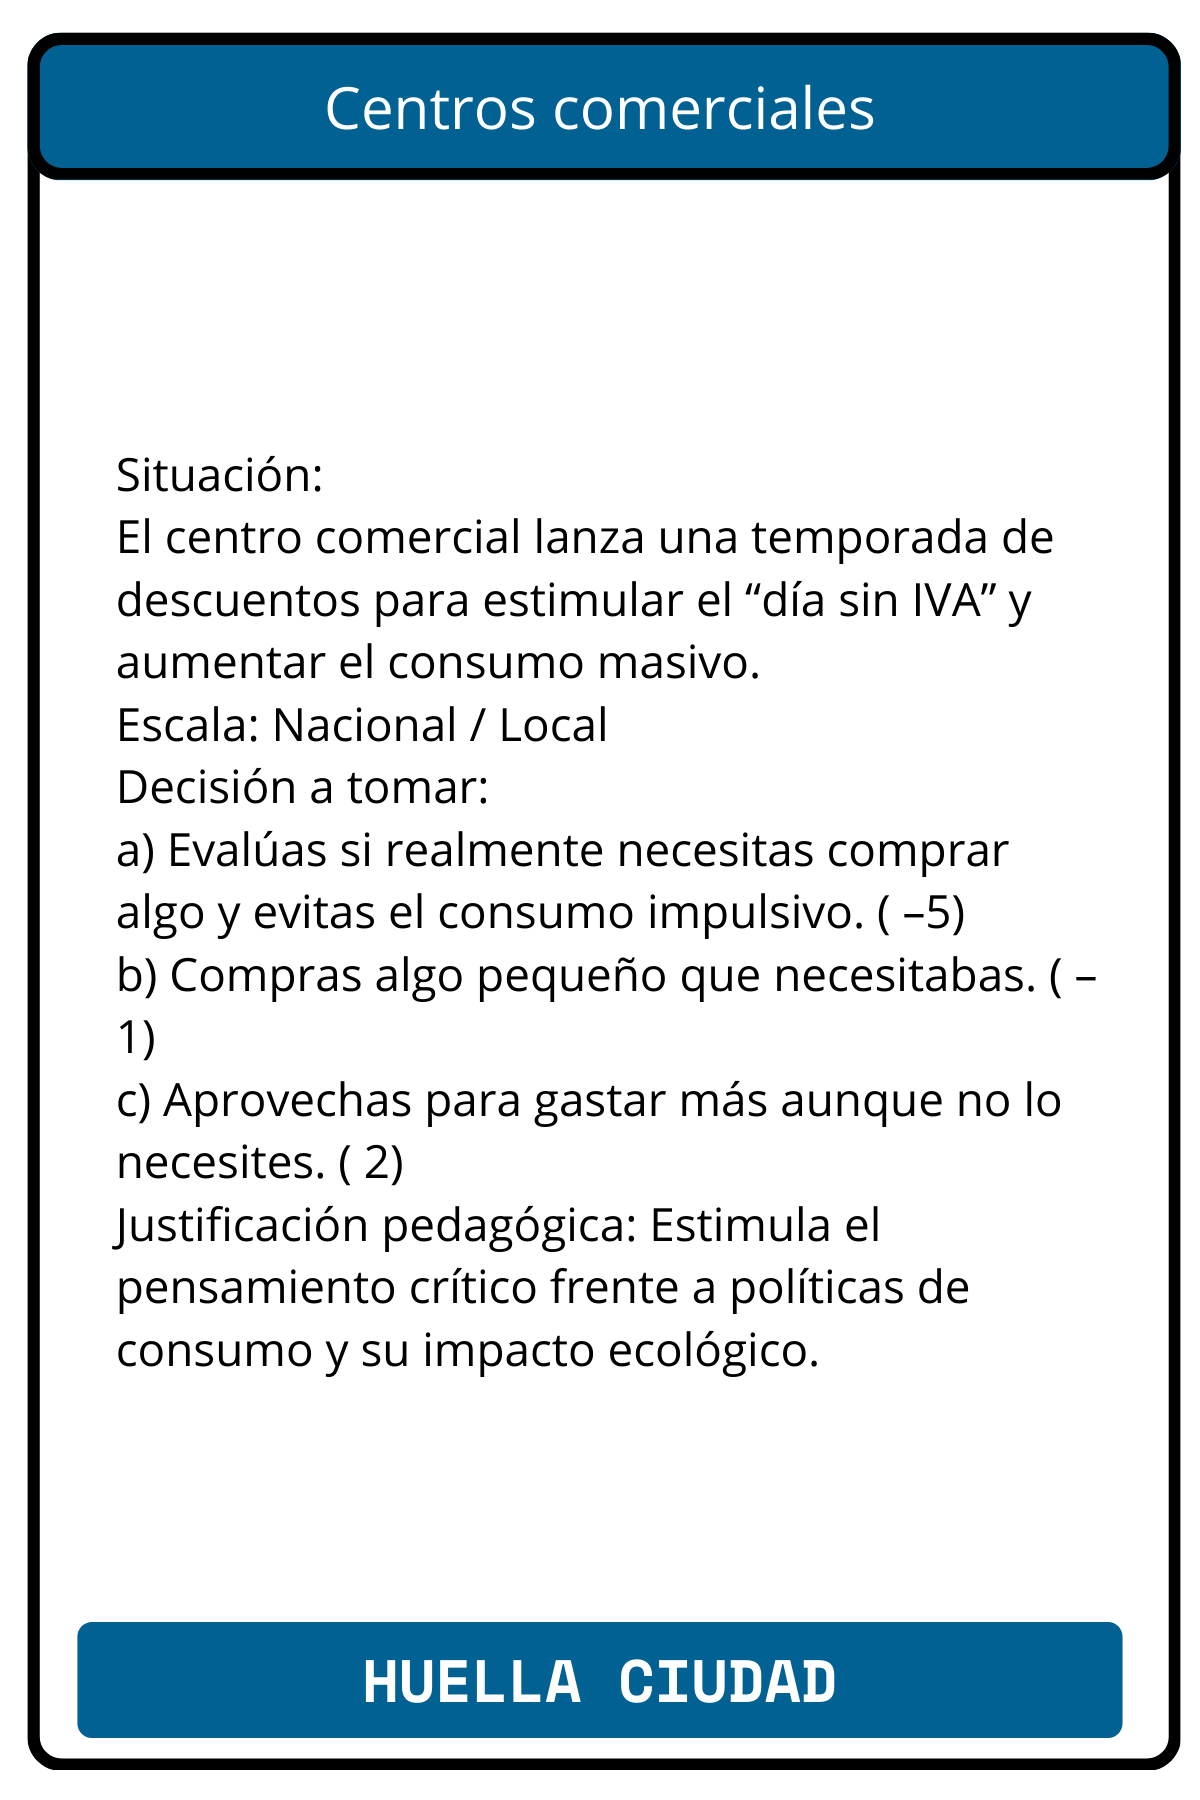 Centros comerciales
Situación:
El centro comercial lanza una temporada de
descuentos para estimular el “día sin IVA” y
aumentar el consumo masivo.
Escala: Nacional / Local
Decisión a tomar:
a) Evalúas si realmente necesitas comprar
algo y evitas el consumo impulsivo. ( –5)
b) Compras algo pequeño que necesitabas. ( –
1)
c) Aprovechas para gastar más aunque no lo
necesites. ( 2)
Justificación pedagógica: Estimula el
pensamiento crítico frente a políticas de
consumo y su impacto ecológico.
HUELLA CIUDAD